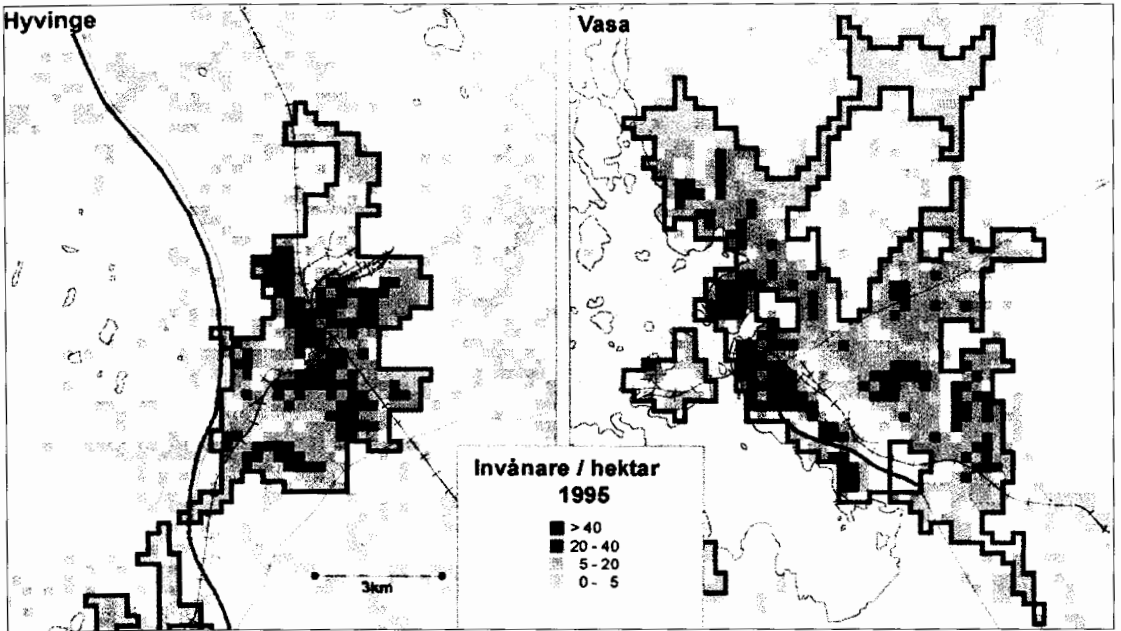 Hyvinge
Vasa
Invånare / hektar
1995
> 40
20 - 40
5 - 20
0 - 5
3km